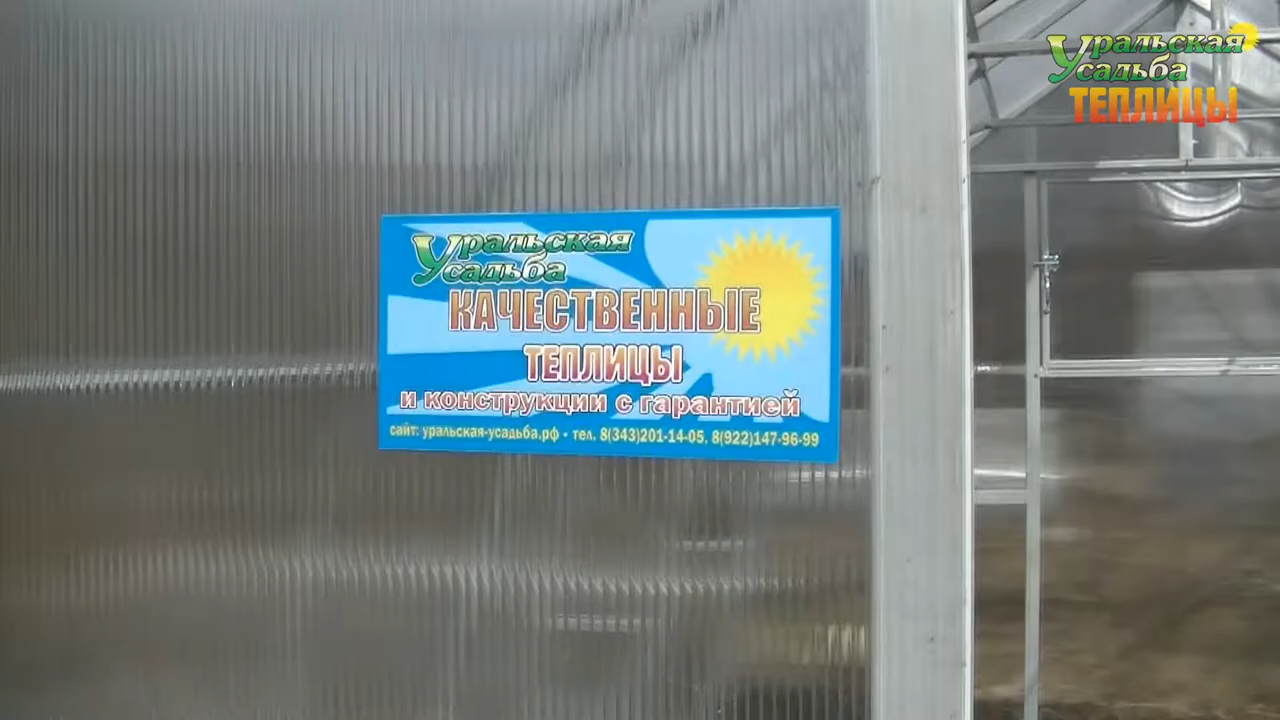 Уральская
Усадьба
ТЕПЛИЦЫ
Уральская
Усадьба
КАЧЕСТВЕННЫЕ
ТЕПЛИЦЫ
и конструкции с гарантией
сайт: уральская-усадьба.рф • тел. 8(343)201-14-05, 8(922)147-96-99